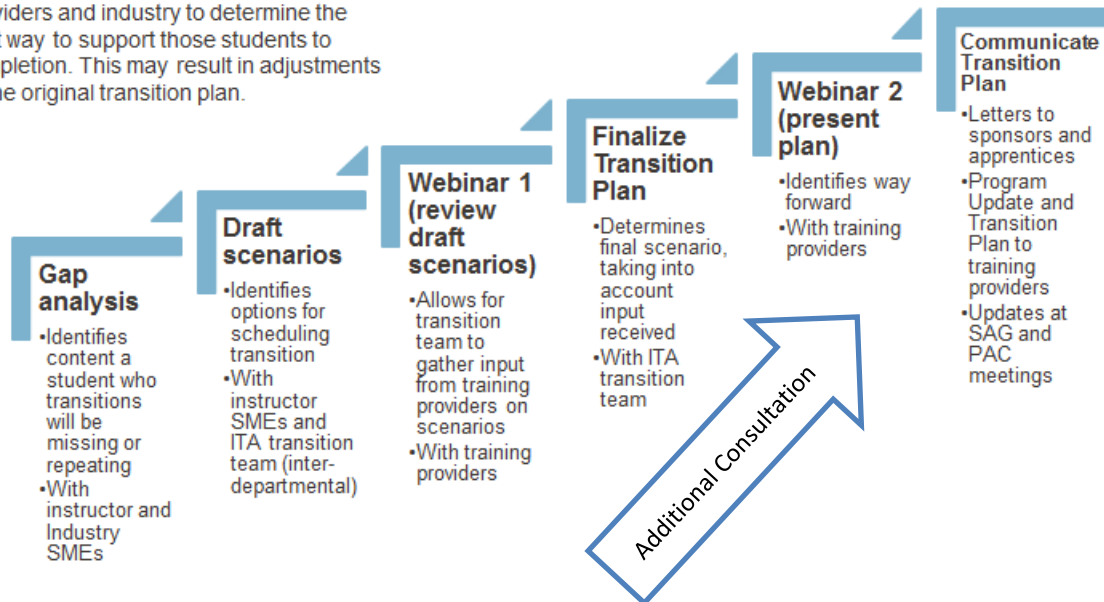 and industry to determine the
way to support those students to
This may result in adjustments
original transition plan.
Gap
analysis
•Identifies
content a
student who
transitions
will be
missing or
repeating
•With
instructor and
Industry
SMEs
Draft
scenarios
•Identifies
options for
scheduling
transition
•With
instructor
SMEs and
ITA transition
team (inter-
departmental)
Webinar 1
(review
draft
scenarios)
•Allows for
transition
team to
gather input
from training
providers on
scenarios
•With training
providers
Finalize
Transition
Plan
•Determines
final scenario,
taking into
account
input
received
•With ITA
transition
team
Webinar 2
(present
plan)
•Identifies way
forward
•With training
providers
Communicate
Transition
Plan
•Letters to
sponsors and
apprentices
•Program
Update and
Transition
Plan to
training
providers
•Updates at
SAG and
PAC
meetings
Additional Consultation